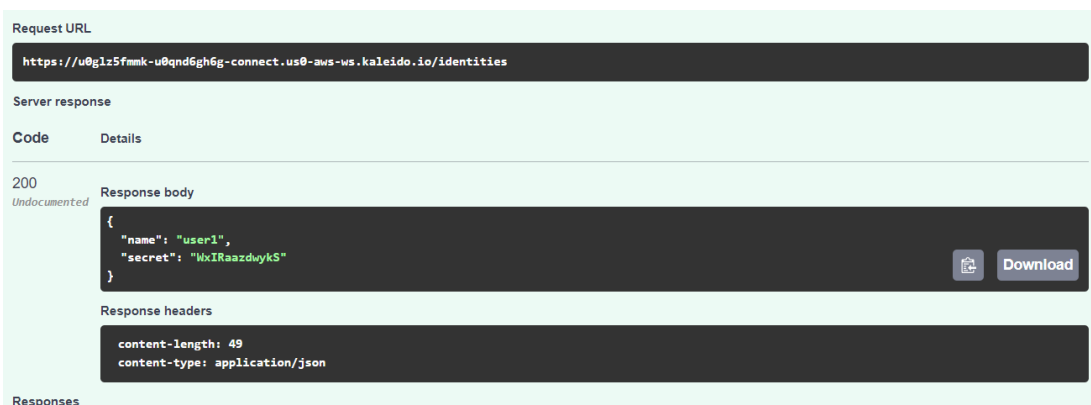 Request URL
https://u0glz5fmmk-u0qnd6gh6g-connect.us0-aws-ws.kaleido.io/identities
Server response
Code Details
200
Undocumented
Response body
{
"name": "user1",
"secret": "WxIRaazdwykS"
}
Download
Response headers
content-length: 49
content-type: application/json
Responses